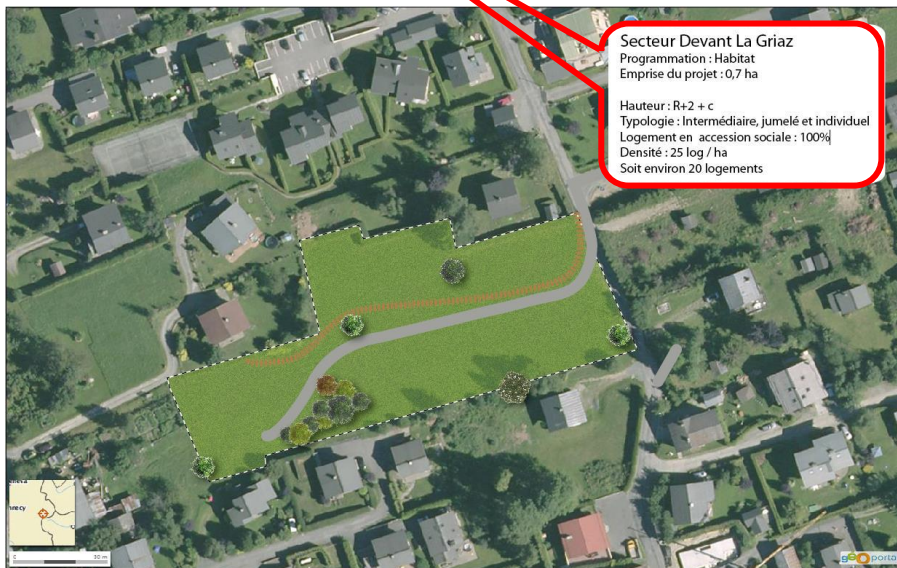 Secteur Devant La Griaz
Programmation : Habitat
Emprise du projet : 0,7 ha
Hauteur : R+2 + c
Typologie : Intermédiaire, jumelé et individuel
Logement en accession sociale : 100%
Densité : 25 log / ha
Soit environ 20 logements
géoporta